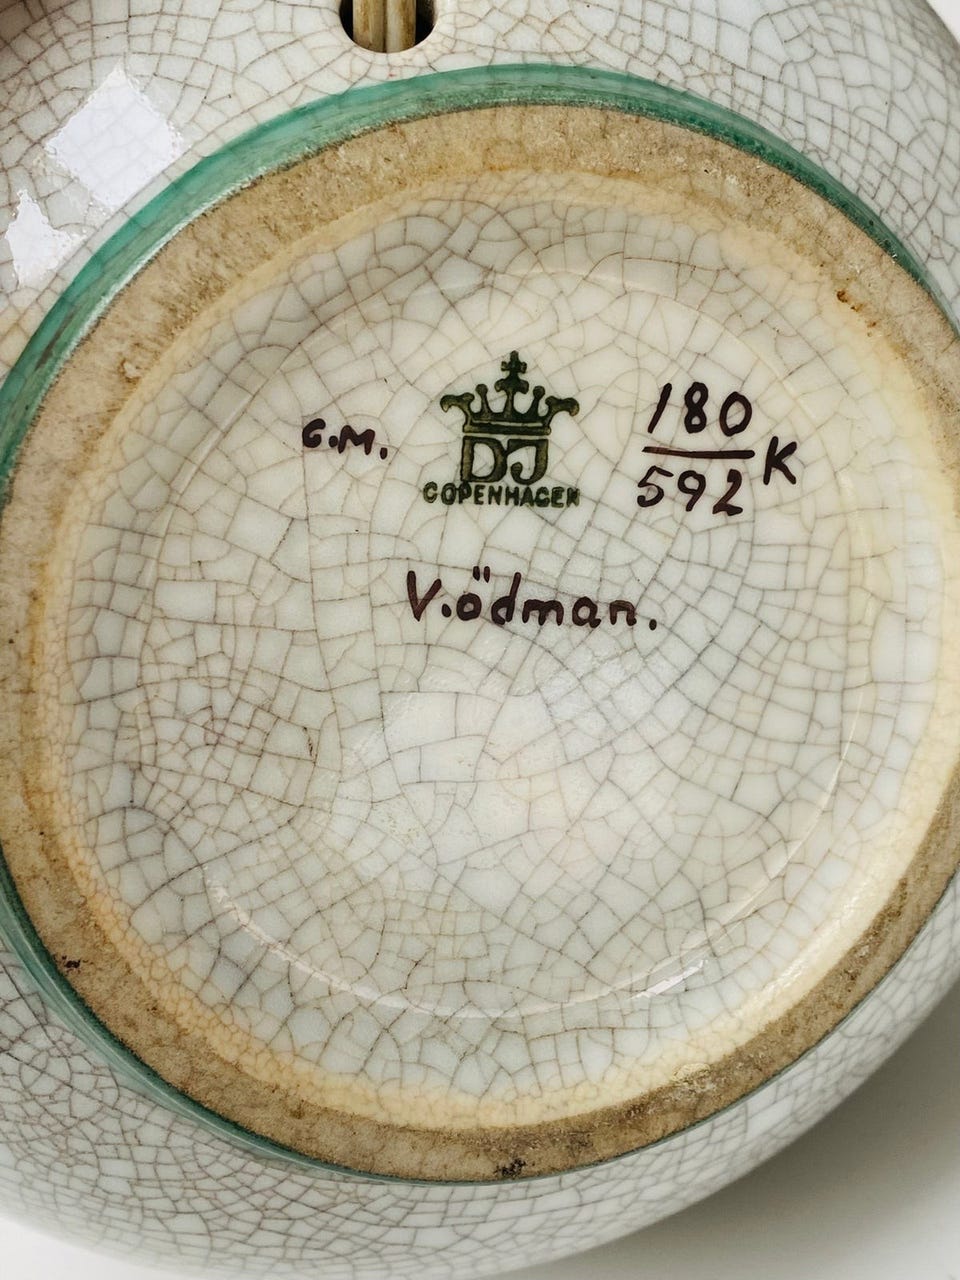 G.M.
DJ
COPENHAGEN
180
592 K
V.ödman.